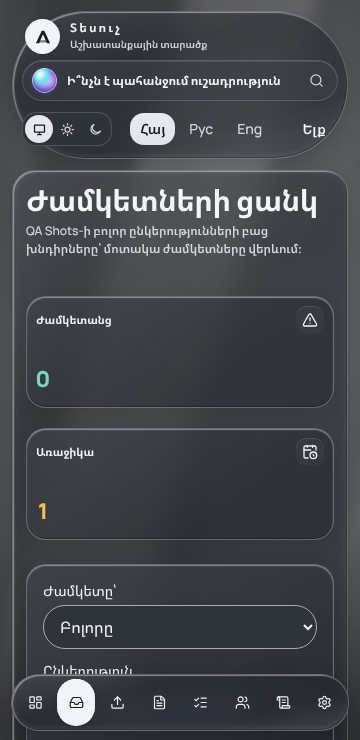 Տեսուչ
Աշխատանքային տարածք
Ի՞նչն է պահանջում ուշադրություն
Հայ Рус Eng Ելք
Ժամկետների ցանկ
QA Shots-ի բոլոր ընկերությունների բաց
խնդիրները՝ մոտակա ժամկետները վերևում:
Ժամկետանց
0
Առաջիկա
1
Ժամկետը՝
Բոլորը
Ընկերություն